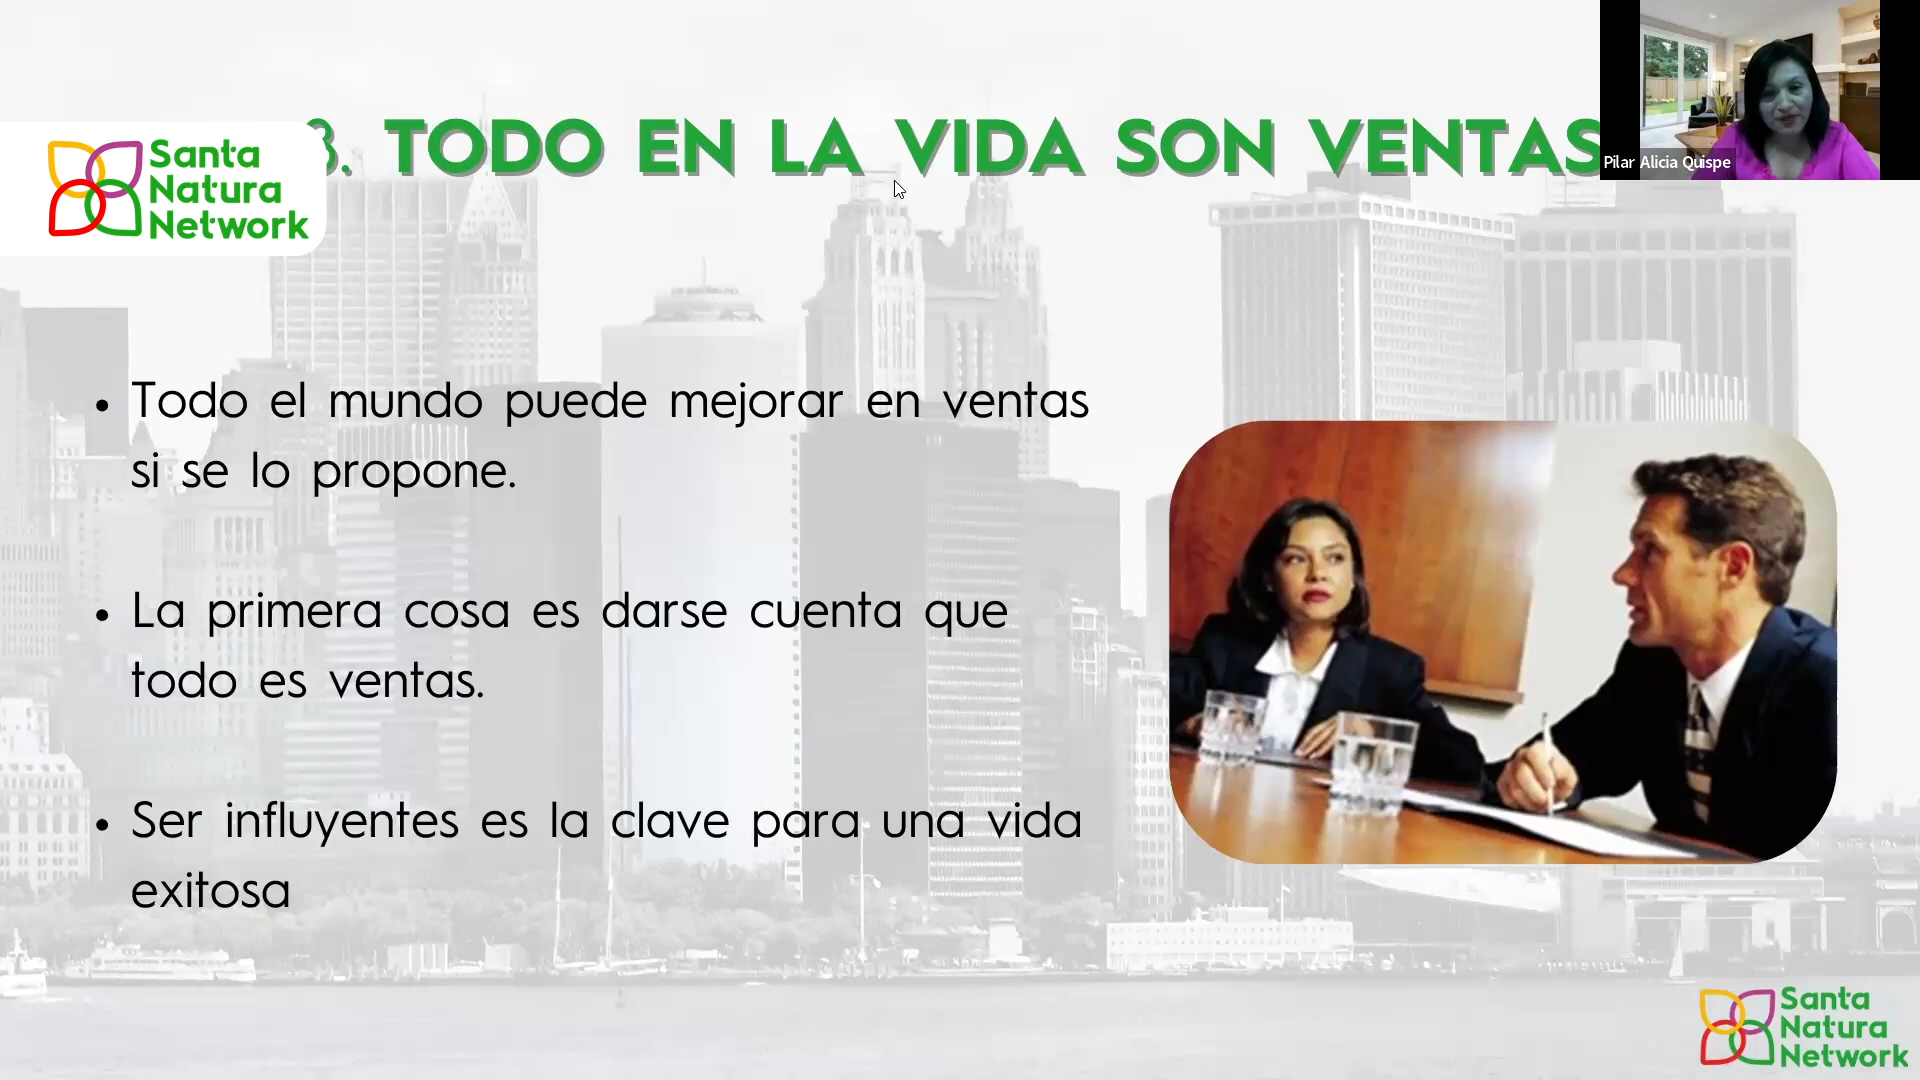 3. TODO EN LA VIDA SON VENTAS
Pilar Alicia Quispe
Santa
Natura
Network
• Todo el mundo puede mejorar en ventas
si se lo propone.
• La primera cosa es darse cuenta que
todo es ventas.
• Ser influyentes es la clave para una vida
exitosa
Santa
Natura
Network